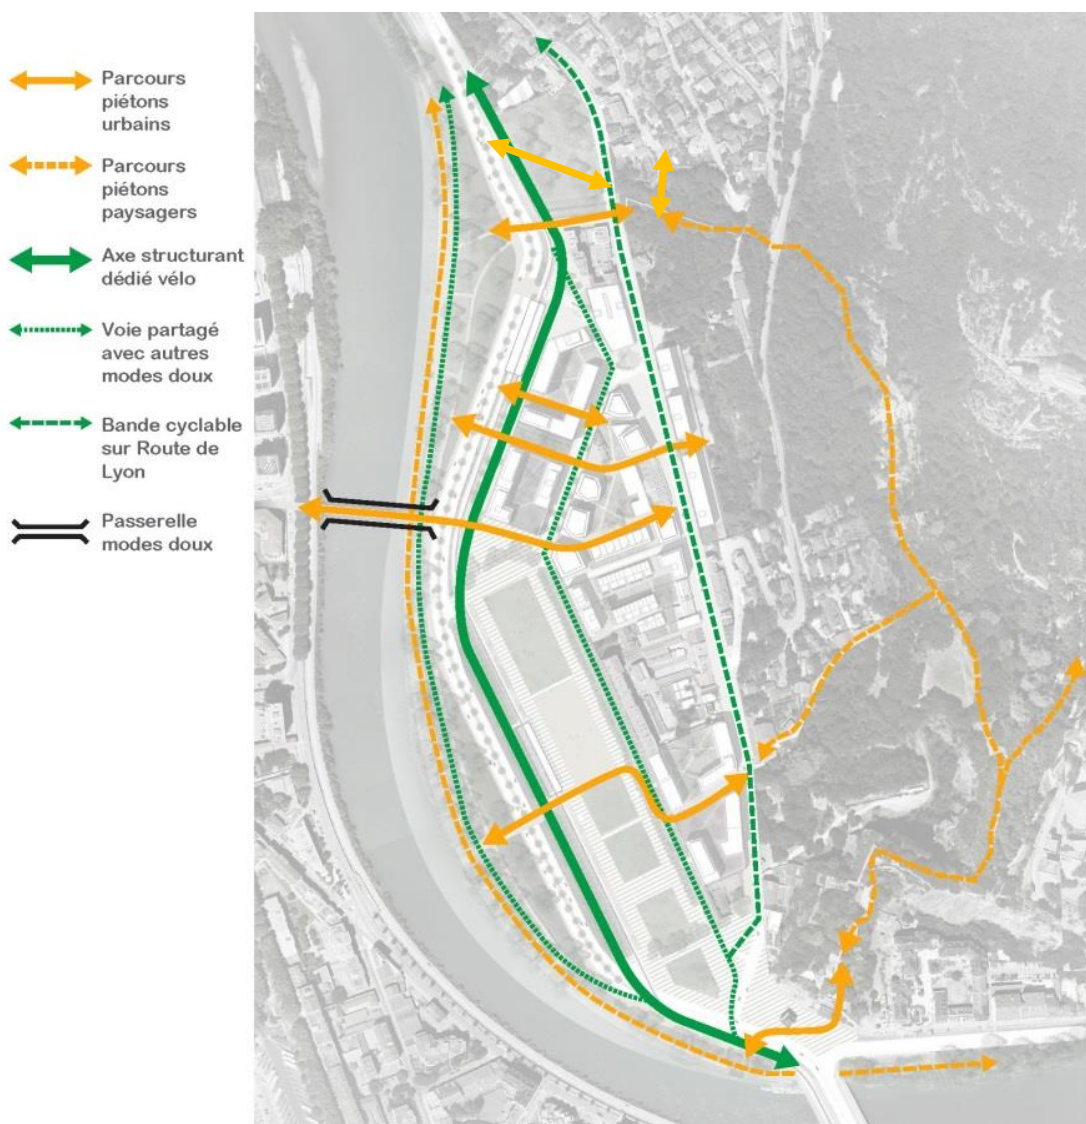 Parcours
piétons
urbains
Parcours
piétons
paysagers
Axe structurant
dédié vélo
Voie partagé
avec autres
modes doux
Bande cyclable
sur Route de
Lyon
Passerelle
modes doux